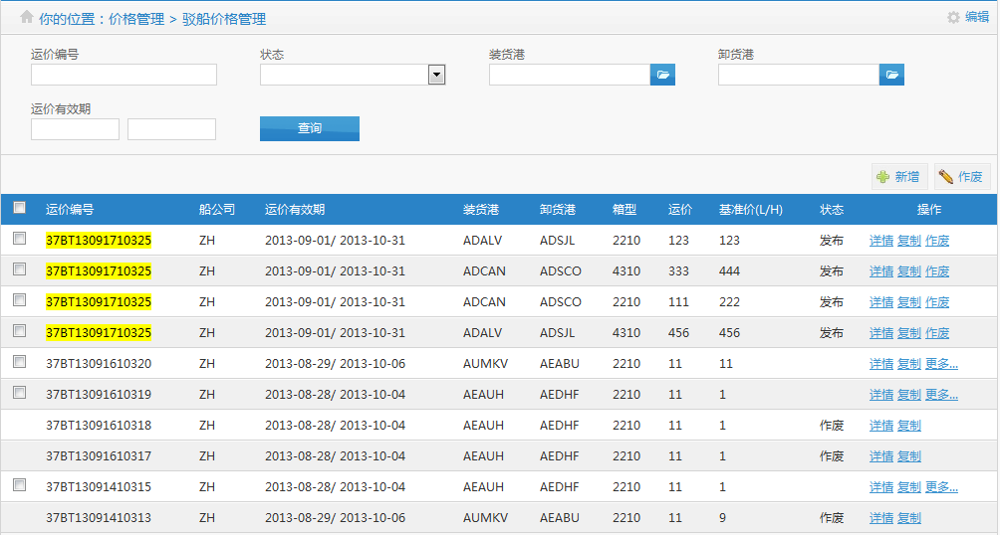 你的位置：价格管理 > 驳船价格管理 编辑
运价编号 状态 装货港 卸货港
运价有效期
查询
新增 作废
运价编号 船公司 运价有效期 装货港 卸货港 箱型 运价 基准价(L/H) 状态 操作
37BT13091710325 ZH 2013-09-01/ 2013-10-31 ADALV ADSJL 2210 123 123 发布 详情 复制 作废
37BT13091710325 ZH 2013-09-01/ 2013-10-31 ADCAN ADSCO 4310 333 444 发布 详情 复制 作废
37BT13091710325 ZH 2013-09-01/ 2013-10-31 ADCAN ADSCO 2210 111 222 发布 详情 复制 作废
37BT13091710325 ZH 2013-09-01/ 2013-10-31 ADALV ADSJL 4310 456 456 发布 详情 复制 作废
37BT13091610320 ZH 2013-08-29/ 2013-10-06 AUMKV AEABU 2210 11 11 详情 复制 更多...
37BT13091610319 ZH 2013-08-28/ 2013-10-04 AEAUH AEDHF 2210 11 1 详情 复制 更多...
37BT13091610318 ZH 2013-08-28/ 2013-10-04 AEAUH AEDHF 2210 11 1 作废 详情 复制
37BT13091610317 ZH 2013-08-28/ 2013-10-04 AEAUH AEDHF 2210 11 1 作废 详情 复制
37BT13091410315 ZH 2013-08-28/ 2013-10-04 AEAUH AEDHF 2210 11 1 详情 复制 更多...
37BT13091410313 ZH 2013-08-29/ 2013-10-06 AUMKV AEABU 2210 11 9 作废 详情 复制